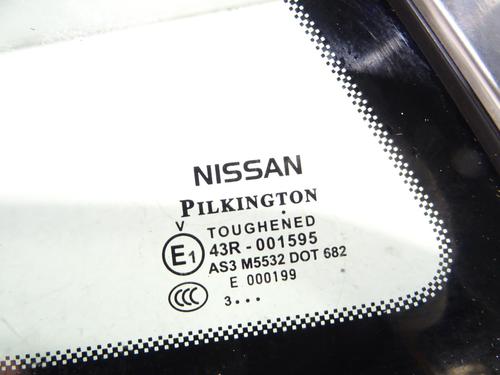 NISSAN
PILKINGTON
V
TOUGHENED
E1 43R - 001595
AS3 M5532 DOT 682
E 000199
CCC 3...